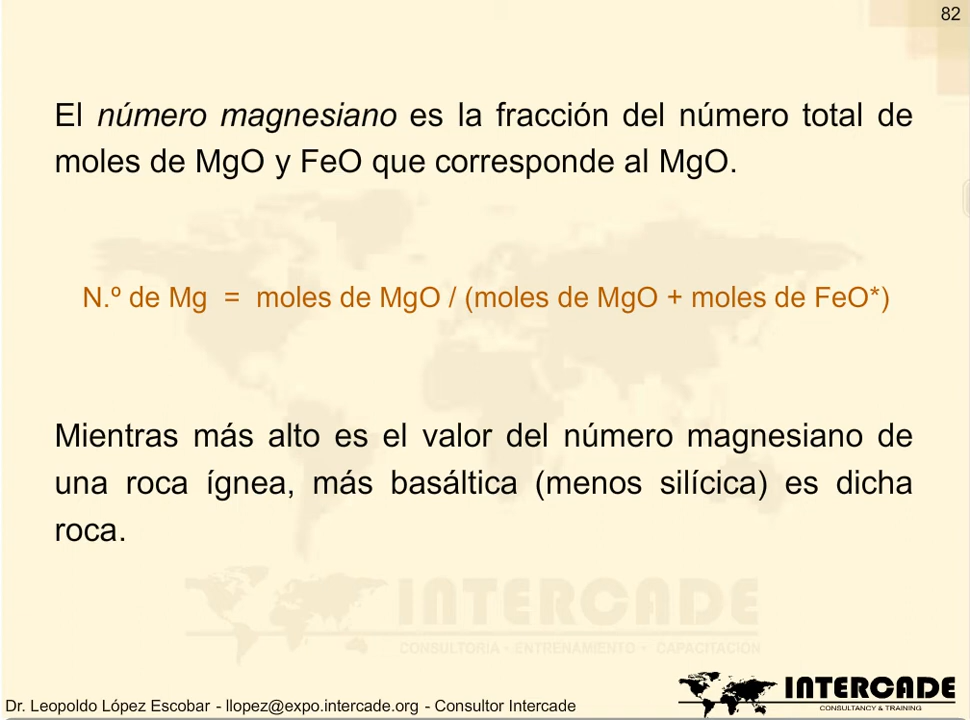 82
El número magnesiano es la fracción del número total de
moles de MgO y FeO que corresponde al MgO.
N.º de Mg = moles de MgO / (moles de MgO + moles de FeO*)
Mientras más alto es el valor del número magnesiano de
una roca ígnea, más basáltica (menos silícica) es dicha
roca.
INTERCADE
CONSULTORIA • ENTRENAMIENTO • CAPACITACIÓN
INTERCADE
CONSULTANCY & TRAINING
Dr. Leopoldo López Escobar - llopez@expo.intercade.org - Consultor Intercade